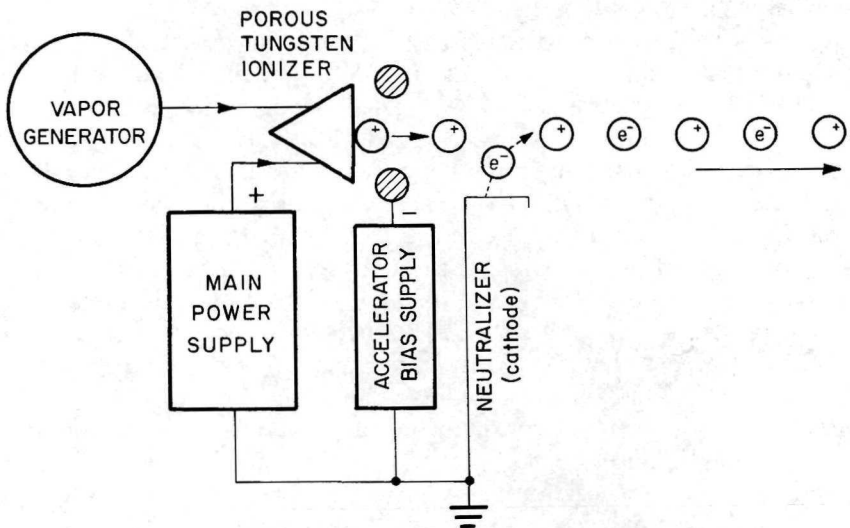 POROUS
TUNGSTEN
IONIZER
VAPOR
GENERATOR
+
+
+
e⁻
+
e⁻
+
e⁻
+
+
−
MAIN
POWER
SUPPLY
ACCELERATOR
BIAS SUPPLY
NEUTRALIZER
(cathode)